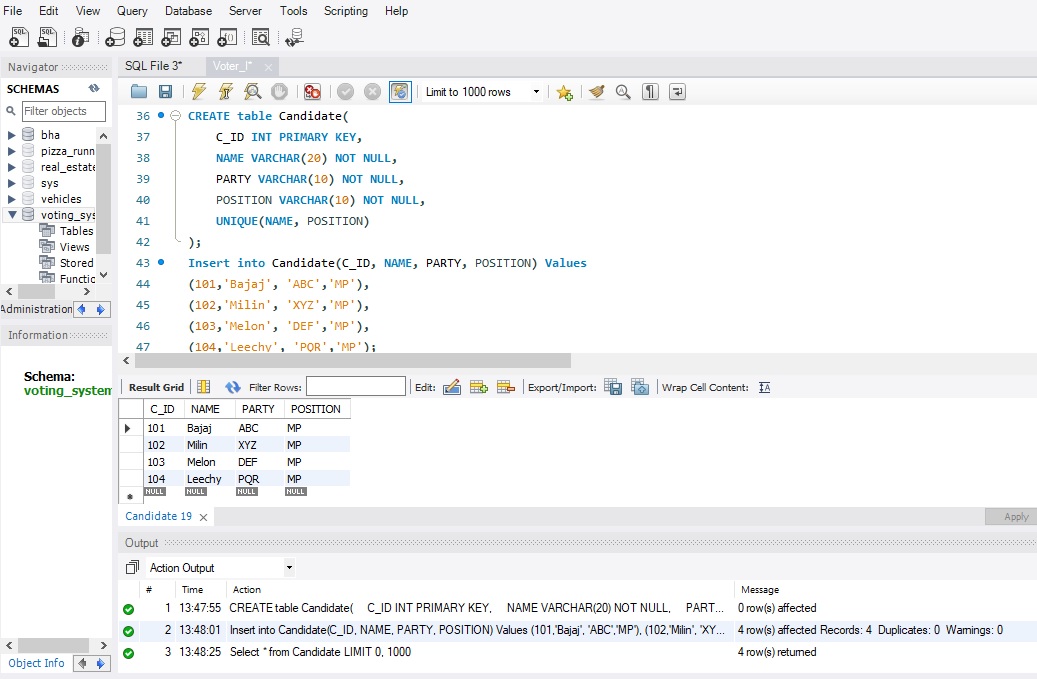 File Edit View Query Database Server Tools Scripting Help
Navigator
SQL File 3* Voter_I*
SCHEMAS
Filter objects
bha
pizza_runn
real_estate
sys
vehicles
voting_sys
Tables
Views
Stored
Functio
Administration
Information
Schema:
voting_system
Object Info
Limit to 1000 rows
36 CREATE table Candidate(
37 C_ID INT PRIMARY KEY,
38 NAME VARCHAR(20) NOT NULL,
39 PARTY VARCHAR(10) NOT NULL,
40 POSITION VARCHAR(10) NOT NULL,
41 UNIQUE(NAME, POSITION)
42 );
43 Insert into Candidate(C_ID, NAME, PARTY, POSITION) Values
44 (101,'Bajaj', 'ABC','MP'),
45 (102,'Milin', 'XYZ','MP'),
46 (103,'Melon', 'DEF','MP'),
47 (104,'Leechy', 'PQR','MP');
Result Grid Filter Rows: Edit: Export/Import: Wrap Cell Content: IA
C_ID NAME PARTY POSITION
101 Bajaj ABC MP
102 Milin XYZ MP
103 Melon DEF MP
104 Leechy PQR MP
NULL NULL NULL NULL
Candidate 19
Apply
Output
Action Output
# Time Action Message
1 13:47:55 CREATE table Candidate( C_ID INT PRIMARY KEY, NAME VARCHAR(20) NOT NULL, PART... 0 row(s) affected
2 13:48:01 Insert into Candidate(C_ID, NAME, PARTY, POSITION) Values (101,'Bajaj', 'ABC','MP'), (102,'Milin', 'XY... 4 row(s) affected Records: 4 Duplicates: 0 Warnings: 0
3 13:48:25 Select * from Candidate LIMIT 0, 1000 4 row(s) returned